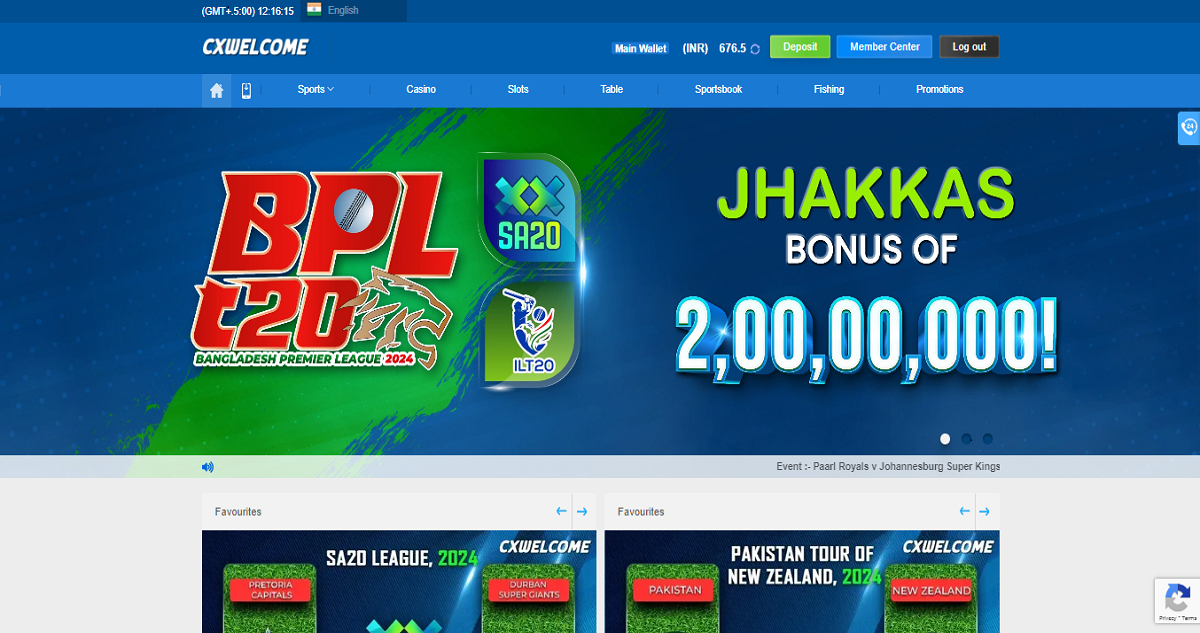 (GMT+.5:00) 12:16:15
English
CXWELCOME
Main Wallet (INR) 676.5
Deposit
Member Center
Log out
Sports
Casino
Slots
Table
Sportsbook
Fishing
Promotions
24
BPL
t20
BANGLADESH PREMIER LEAGUE 2024
SA20
ILT20
JHAKKAS
BONUS OF
2,00,00,000!
Event :- Paarl Royals v Johannesburg Super Kings
Favourites
CXWELCOME
SA20 LEAGUE, 2024
PRETORIA
CAPITALS
DURBAN
SUPER GIANTS
Favourites
CXWELCOME
PAKISTAN TOUR OF
NEW ZEALAND, 2024
PAKISTAN
NEW ZEALAND
Privacy - Terms